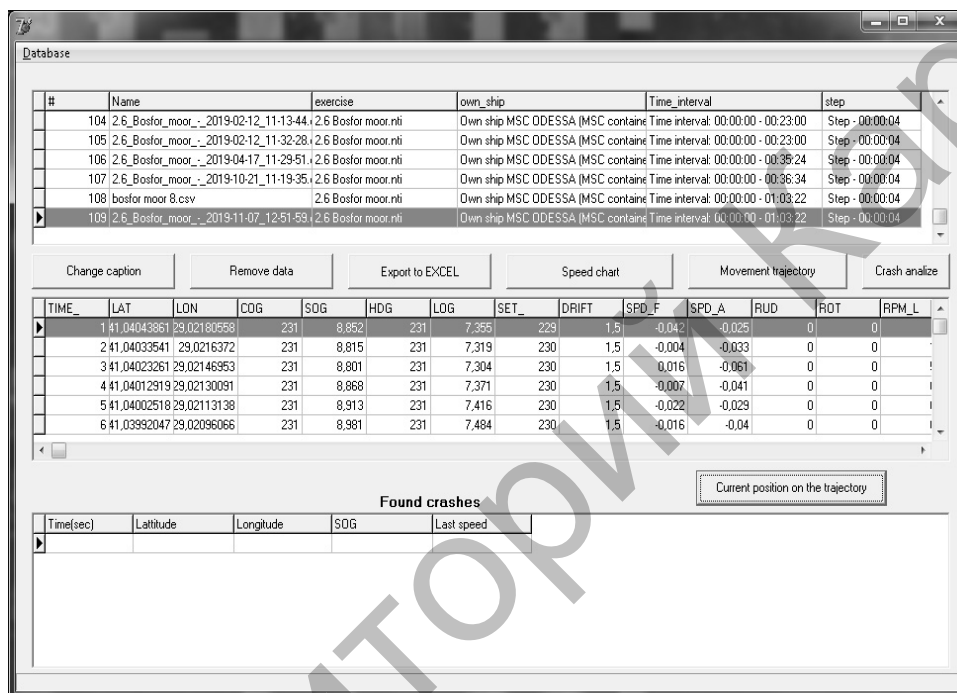 Database
# Name exercise own_ship Time_interval step
104 2.6_Bosfor_moor_-_2019-02-12_11-13-44. 2.6 Bosfor moor.nti Own ship MSC ODESSA (MSC containe Time interval: 00:00:00 - 00:23:00 Step - 00:00:04
105 2.6_Bosfor_moor_-_2019-02-12_11-32-28. 2.6 Bosfor moor.nti Own ship MSC ODESSA (MSC containe Time interval: 00:00:00 - 00:23:00 Step - 00:00:04
106 2.6_Bosfor_moor_-_2019-04-17_11-29-51. 2.6 Bosfor moor.nti Own ship MSC ODESSA (MSC containe Time interval: 00:00:00 - 00:35:24 Step - 00:00:04
107 2.6_Bosfor_moor_-_2019-10-21_11-19-35. 2.6 Bosfor moor.nti Own ship MSC ODESSA (MSC containe Time interval: 00:00:00 - 00:36:34 Step - 00:00:04
108 bosfor moor 8.csv 2.6 Bosfor moor.nti Own ship MSC ODESSA (MSC containe Time interval: 00:00:00 - 01:03:22 Step - 00:00:04
109 2.6_Bosfor_moor_-_2019-11-07_12-51-59. 2.6 Bosfor moor.nti Own ship MSC ODESSA (MSC containe Time interval: 00:00:00 - 01:03:22 Step - 00:00:04
Change caption Remove data Export to EXCEL Speed chart Movement trajectory Crash analize
TIME_ LAT LON COG SOG HDG LOG SET_ DRIFT SPD_F SPD_A RUD ROT RPM_L
1 41,04043861 29,02180558 231 8,852 231 7,355 229 1,5 -0,042 -0,025 0 0
2 41,04033541 29,0216372 231 8,815 231 7,319 230 1,5 -0,004 -0,033 0 0
3 41,04023261 29,02146953 231 8,801 231 7,304 230 1,5 0,016 -0,061 0 0
4 41,04012919 29,02130091 231 8,868 231 7,371 230 1,5 -0,007 -0,041 0 0
5 41,04002518 29,02113138 231 8,913 231 7,416 230 1,5 -0,022 -0,029 0 0
6 41,03992047 29,02096066 231 8,981 231 7,484 230 1,5 -0,016 -0,04 0 0
Current position on the trajectory
Found crashes
Time(sec) Lattitude Longitude SOG Last speed
иторий Кар